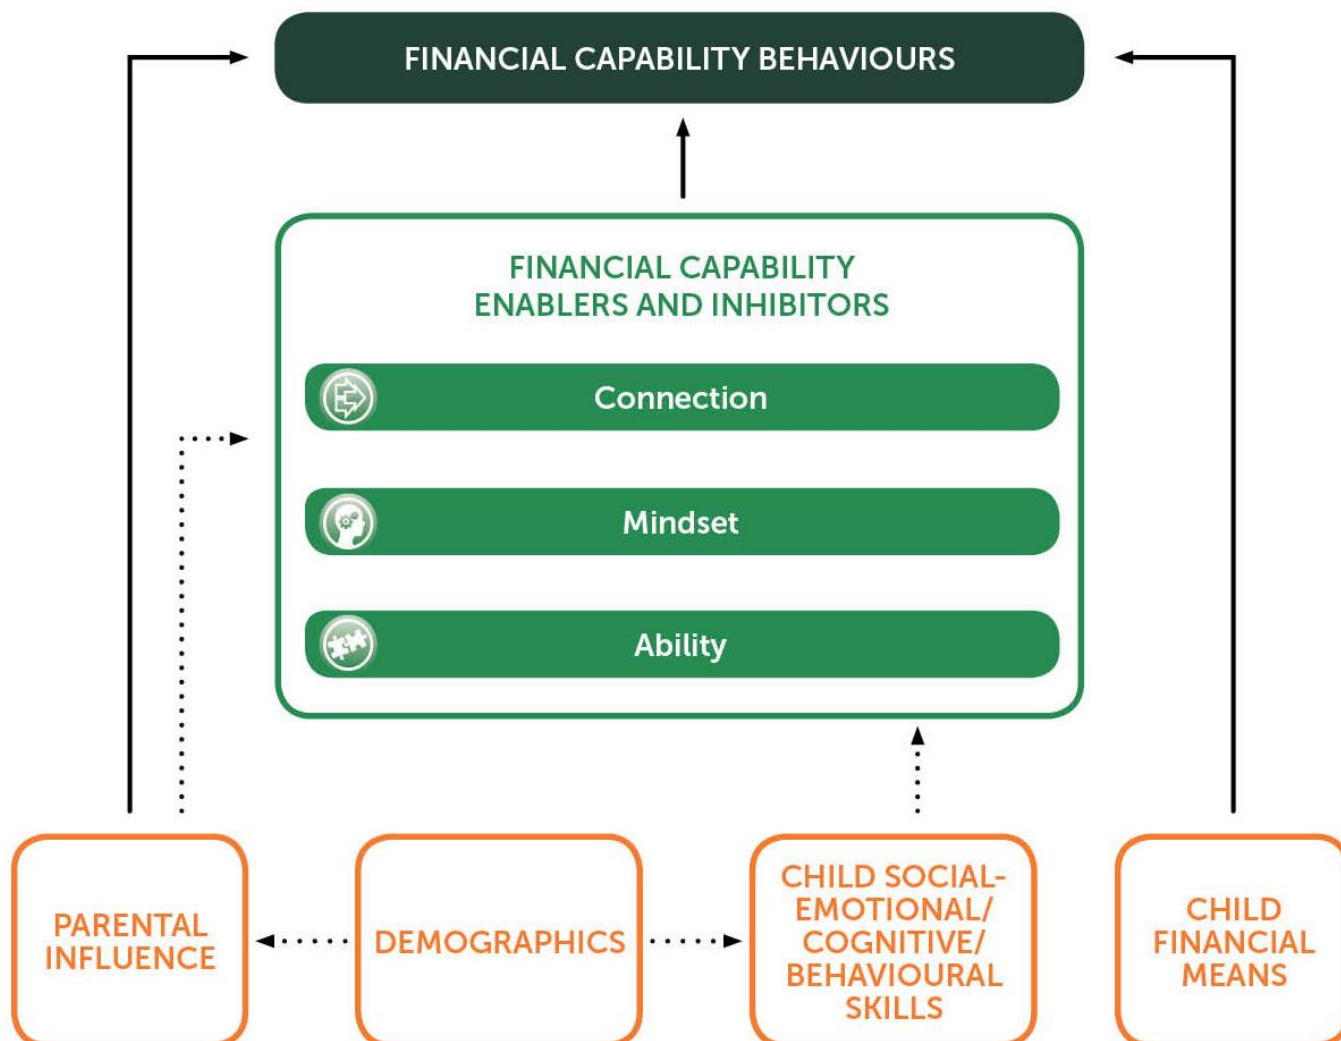 FINANCIAL CAPABILITY BEHAVIOURS
FINANCIAL CAPABILITY
ENABLERS AND INHIBITORS
Connection
Mindset
Ability
PARENTAL
INFLUENCE
DEMOGRAPHICS
CHILD SOCIAL-
EMOTIONAL/
COGNITIVE/
BEHAVIOURAL
SKILLS
CHILD
FINANCIAL
MEANS